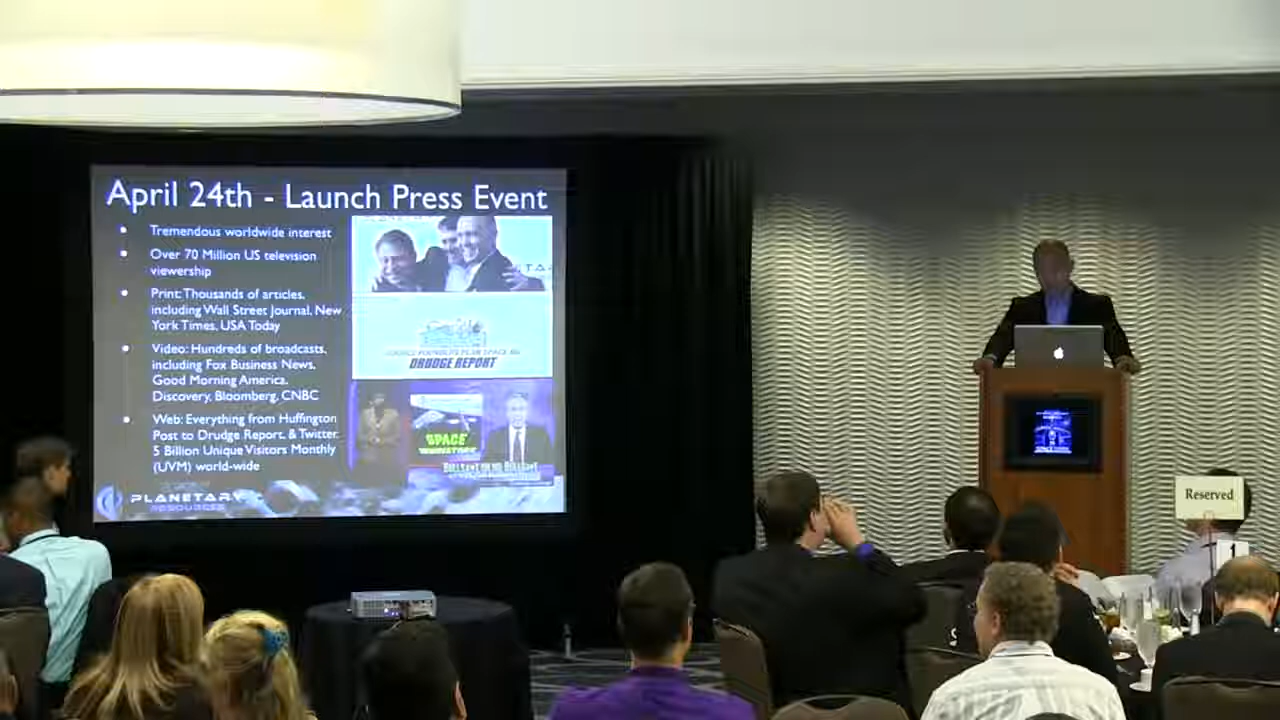 April 24th - Launch Press Event
Tremendous worldwide interest
Over 70 Million US television
viewership
Print: Thousands of articles,
including Wall Street Journal, New
York Times, USA Today
Video: Hundreds of broadcasts,
including Fox Business News,
Good Morning America,
Discovery, Bloomberg, CNBC
Web: Everything from Huffington
Post to Drudge Report, & Twitter.
5 Billion Unique Visitors Monthly
(UVM) world-wide
PLANETARY
RESOURCES
DRUDGE REPORT
SPACE
Reserved
1